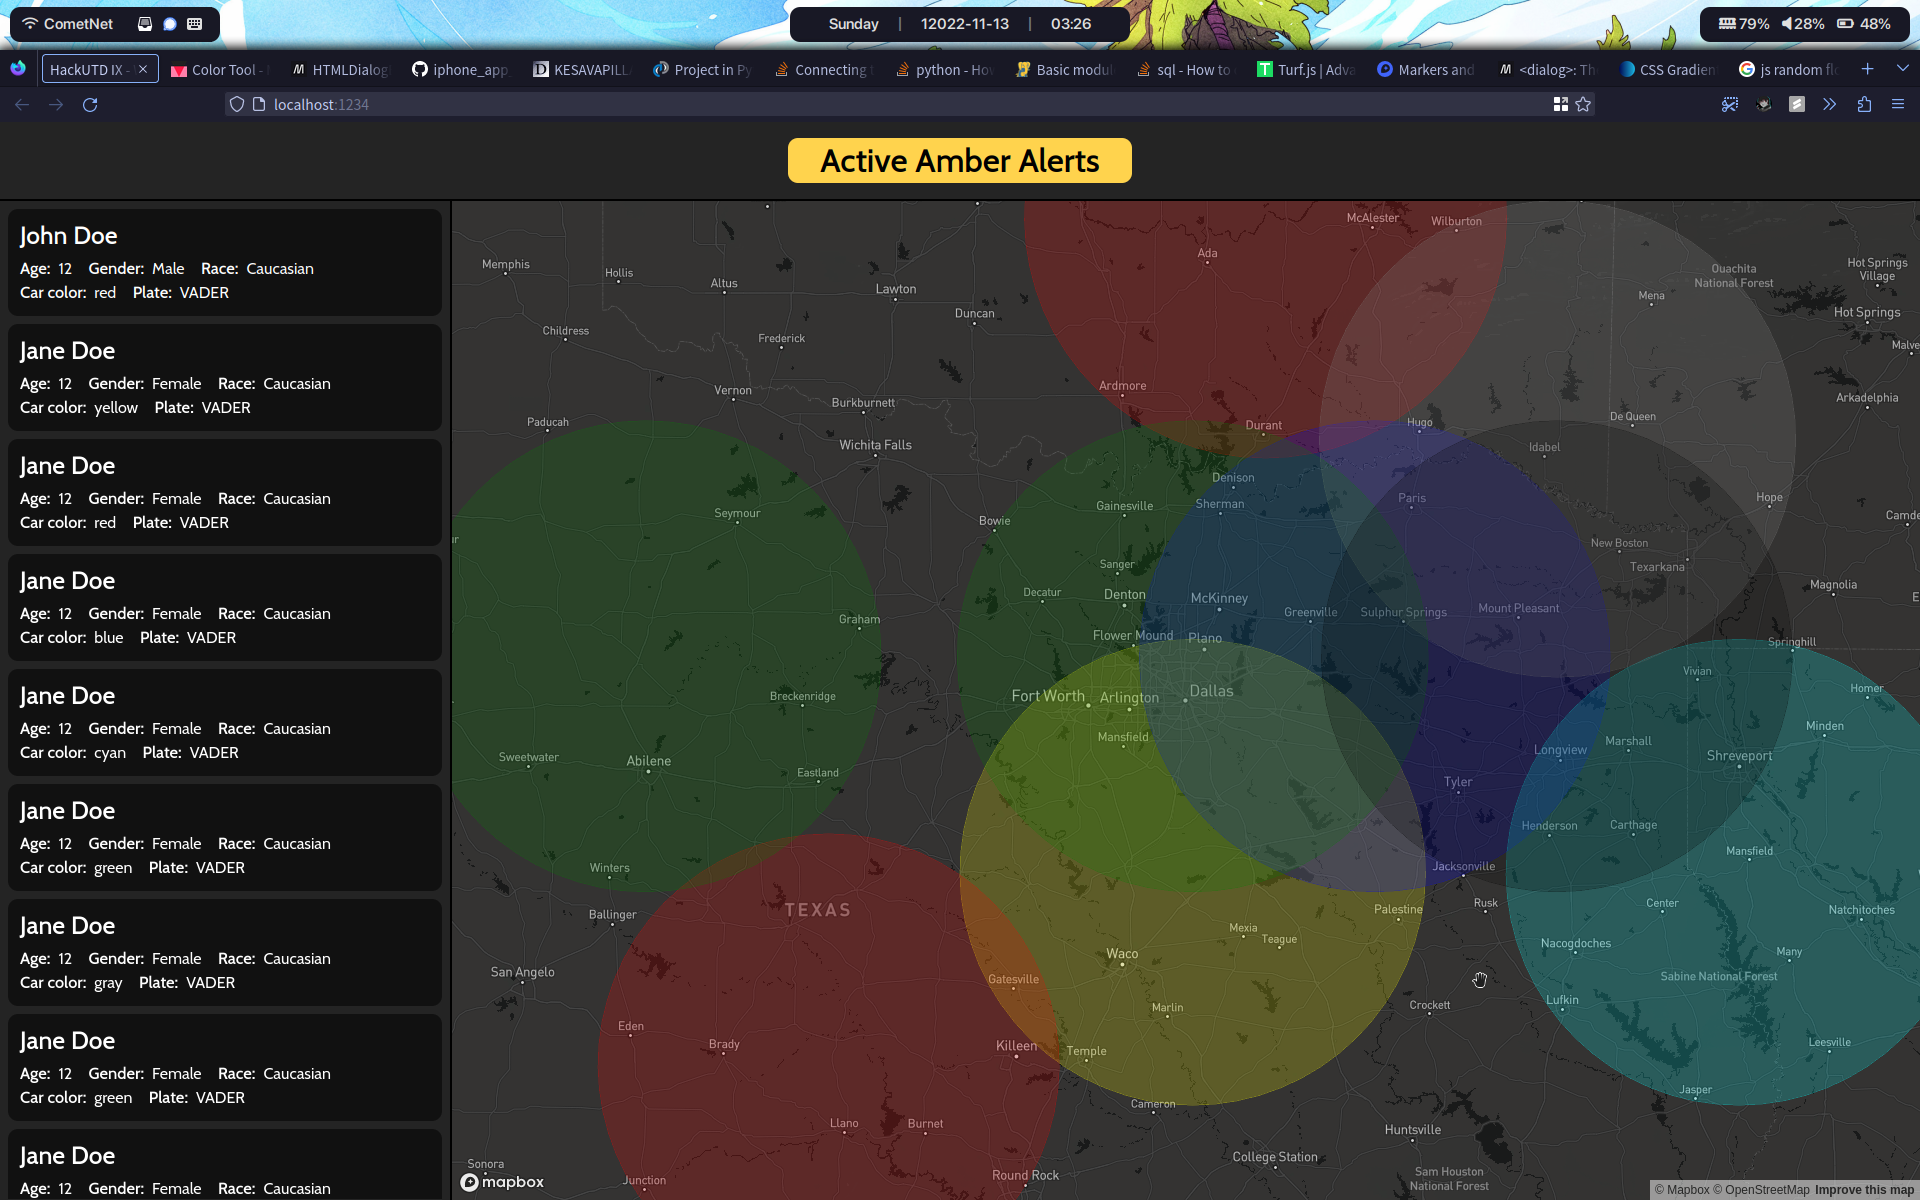 CometNet
Sunday | 12022-11-13 | 03:26
79% 28% 48%
HackUTD IX -
Color Tool -
HTMLDialog
iphone_app
KESAVAPILL
Project in Py
Connecting
python - How
Basic modul
sql - How to
Turf.js | Adva
Markers and
<dialog>: Th
CSS Gradien
js random flo
localhost:1234
Active Amber Alerts
John Doe
Age: 12 Gender: Male Race: Caucasian
Car color: red Plate: VADER
Jane Doe
Age: 12 Gender: Female Race: Caucasian
Car color: yellow Plate: VADER
Jane Doe
Age: 12 Gender: Female Race: Caucasian
Car color: red Plate: VADER
Jane Doe
Age: 12 Gender: Female Race: Caucasian
Car color: blue Plate: VADER
Jane Doe
Age: 12 Gender: Female Race: Caucasian
Car color: cyan Plate: VADER
Jane Doe
Age: 12 Gender: Female Race: Caucasian
Car color: green Plate: VADER
Jane Doe
Age: 12 Gender: Female Race: Caucasian
Car color: gray Plate: VADER
Jane Doe
Age: 12 Gender: Female Race: Caucasian
Car color: green Plate: VADER
Jane Doe
Age: 12 Gender: Female Race: Caucasian
McAlester
Wilburton
Ada
Memphis
Hollis
Altus
Lawton
Duncan
Ouachita
National Forest
Hot Springs
Village
Mena
Hot Springs
Childress
Frederick
Malve
Ardmore
Vernon
Burkburnett
Arkadelphia
Paducah
Wichita Falls
Durant
Hugo
De Queen
Idabel
Denison
Sherman
Gainesville
Paris
Hope
Seymour
Bowie
Camde
New Boston
Texarkana
Sanger
Decatur
Denton
McKinney
Greenville
Sulphur Springs
Mount Pleasant
Magnolia
Graham
Flower Mound
Plano
Springhill
Vivian
Homer
Breckenridge
Fort Worth
Arlington
Dallas
Minden
Mansfield
Marshall
Longview
Shreveport
Sweetwater
Abilene
Eastland
Tyler
Henderson
Carthage
Mansfield
Winters
Jacksonville
TEXAS
Ballinger
Palestine
Rusk
Center
Natchitoches
Mexia
Teague
Nacogdoches
Waco
Many
San Angelo
Gatesville
Sabine National Forest
Marlin
Crockett
Lufkin
Eden
Brady
Killeen
Temple
Leesville
Jasper
Cameron
Llano
Burnet
Huntsville
College Station
Sonora
Junction
Round Rock
Sam Houston
National Forest
mapbox
© Mapbox © OpenStreetMap Improve this map